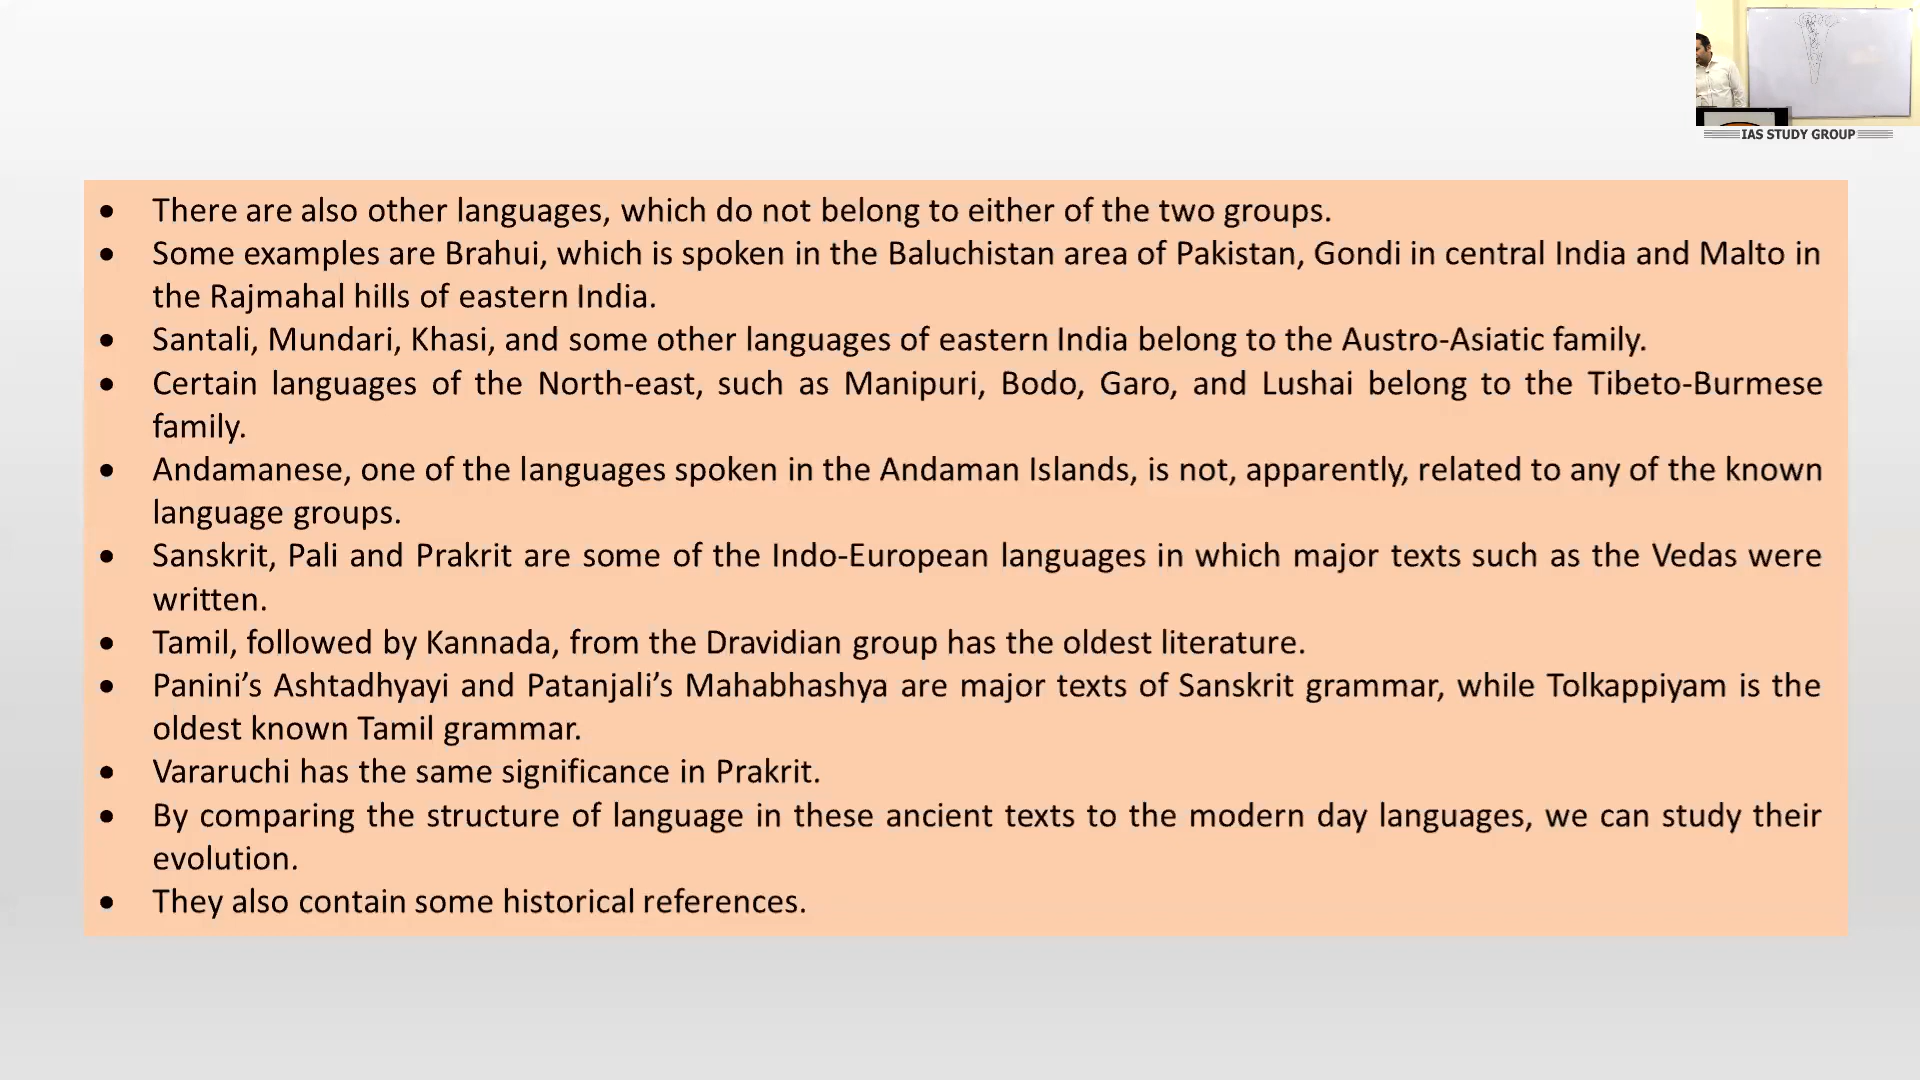 IAS STUDY GROUP
• There are also other languages, which do not belong to either of the two groups.
• Some examples are Brahui, which is spoken in the Baluchistan area of Pakistan, Gondi in central India and Malto in
the Rajmahal hills of eastern India.
• Santali, Mundari, Khasi, and some other languages of eastern India belong to the Austro-Asiatic family.
• Certain languages of the North-east, such as Manipuri, Bodo, Garo, and Lushai belong to the Tibeto-Burmese
family.
• Andamanese, one of the languages spoken in the Andaman Islands, is not, apparently, related to any of the known
language groups.
• Sanskrit, Pali and Prakrit are some of the Indo-European languages in which major texts such as the Vedas were
written.
• Tamil, followed by Kannada, from the Dravidian group has the oldest literature.
• Panini’s Ashtadhyayi and Patanjali’s Mahabhashya are major texts of Sanskrit grammar, while Tolkappiyam is the
oldest known Tamil grammar.
• Vararuchi has the same significance in Prakrit.
• By comparing the structure of language in these ancient texts to the modern day languages, we can study their
evolution.
• They also contain some historical references.